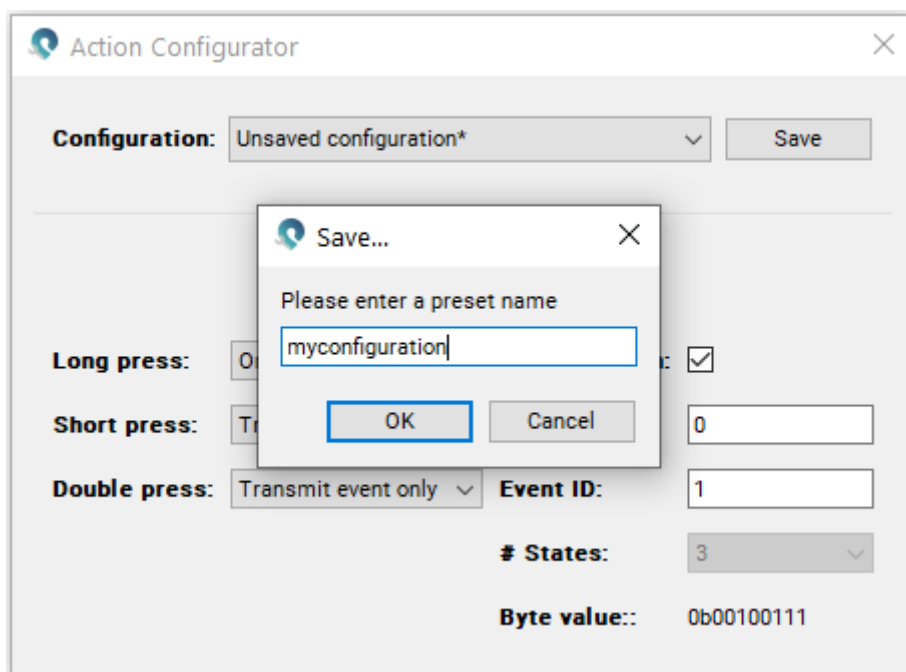 Action Configurator
Configuration: Unsaved configuration* Save
Save...
Please enter a preset name
myconfiguration
OK Cancel
Long press:
Short press: 0
Double press: Transmit event only Event ID: 1
# States: 3
Byte value:: 0b00100111